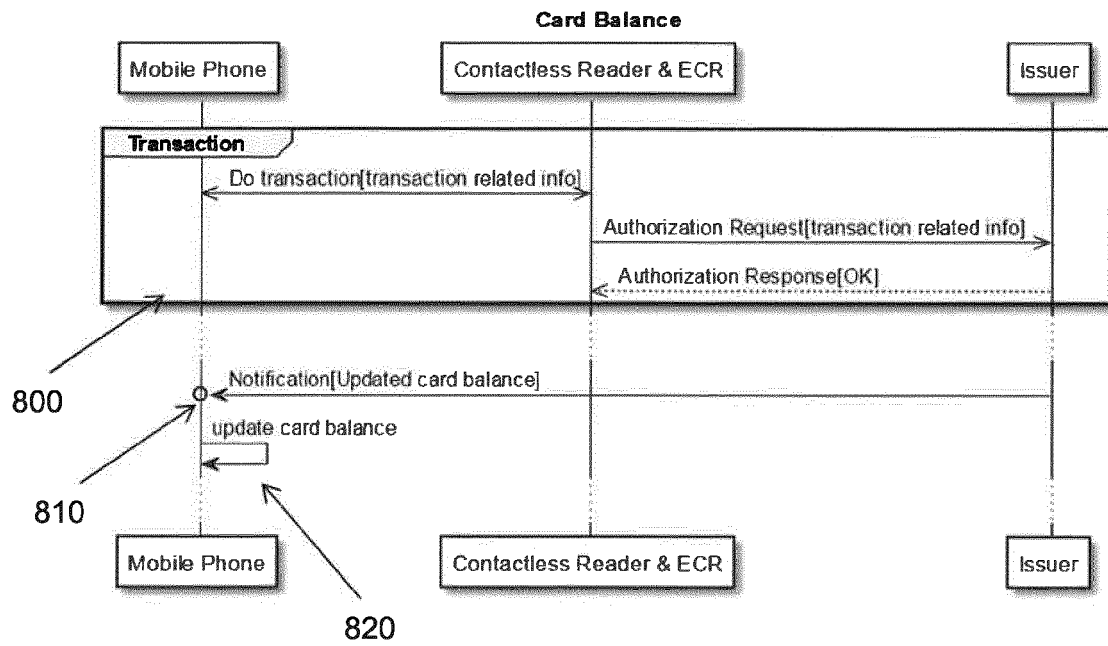 Card Balance
Mobile Phone
Contactless Reader & ECR
Issuer
Transaction
Do transaction[transaction related info]
Authorization Request[transaction related info]
Authorization Response[OK]
800
Notification[Updated card balance]
update card balance
810
Mobile Phone
Contactless Reader & ECR
Issuer
820